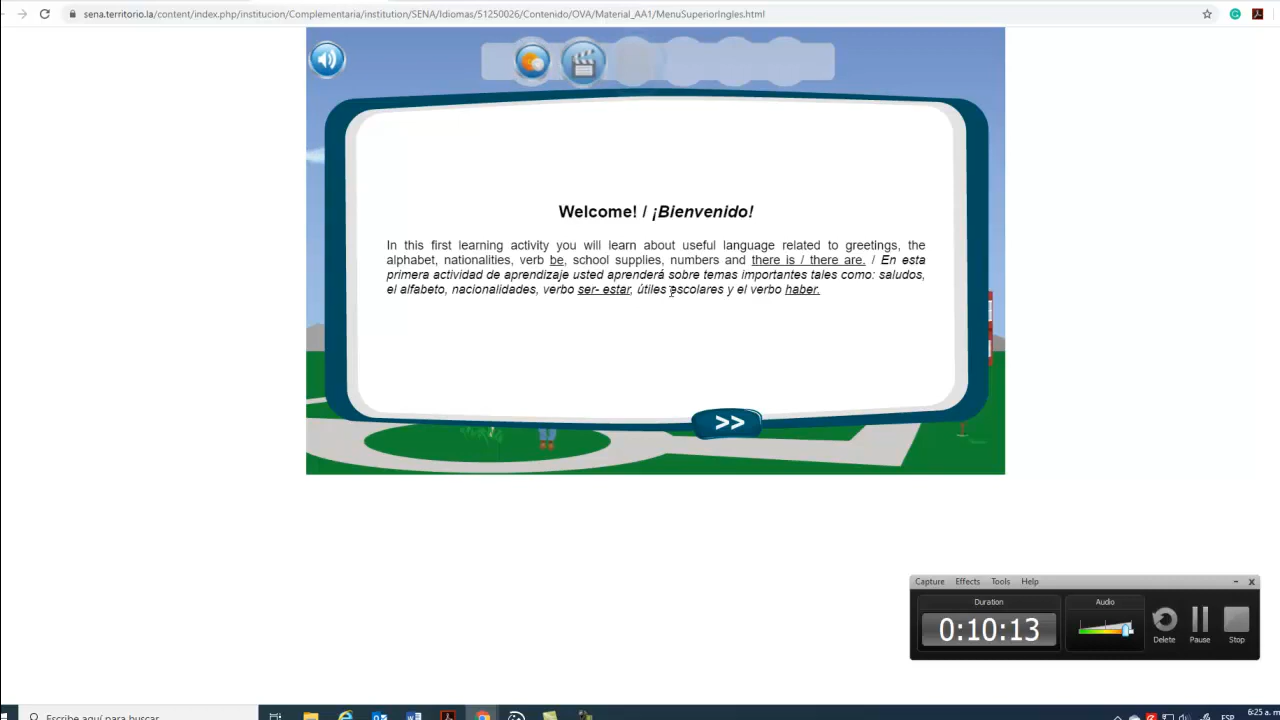 sena.territorio.la/content/index.php/institucion/Complementaria/institution/SENA/Idiomas/51250026/Contenido/OVA/Material_AA1/MenuSuperiorIngles.html
Welcome! / ¡Bienvenido!
In this first learning activity you will learn about useful language related to greetings, the
alphabet, nationalities, verb be, school supplies, numbers and there is / there are. / En esta
primera actividad de aprendizaje usted aprenderá sobre temas importantes tales como: saludos,
el alfabeto, nacionalidades, verbo ser- estar, útiles escolares y el verbo haber.
>>
Capture Effects Tools Help
Duration
Audio
0:10:13
Delete Pause Stop
Escribe aquí para buscar
ESP
6:25 a. m